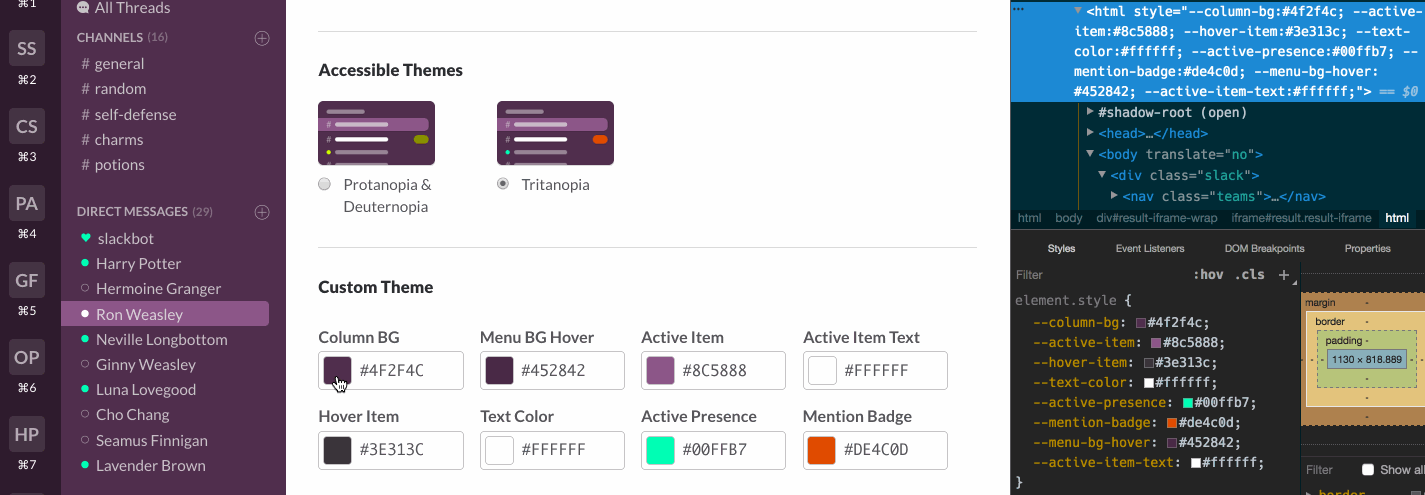 ⌘1
SS
⌘2
CS
⌘3
PA
⌘4
GF
⌘5
OP
⌘6
HP
⌘7
All Threads
CHANNELS (16)
# general
# random
# self-defense
# charms
# potions
DIRECT MESSAGES (29)
slackbot
Harry Potter
Hermoine Granger
Ron Weasley
Neville Longbottom
Ginny Weasley
Luna Lovegood
Cho Chang
Seamus Finnigan
Lavender Brown
Accessible Themes
#
#
#
#
Protanopia &
Deuternopia
Tritanopia
Custom Theme
Column BG
Menu BG Hover
Active Item
Active Item Text
#4F2F4C
#452842
#8C5888
#FFFFFF
Hover Item
Text Color
Active Presence
Mention Badge
#3E313C
#FFFFFF
#00FFB7
#DE4C0D
… <html style="--column-bg:#4f2f4c; --active-
item:#8c5888; --hover-item:#3e313c; --text-
color:#ffffff; --active-presence:#00ffb7; --
mention-badge:#de4c0d; --menu-bg-hover:
#452842; --active-item-text:#ffffff;"> == $0
#shadow-root (open)
<head>…</head>
<body translate="no">
<div class="slack">
<nav class="teams">…</nav>
html body div#result-iframe-wrap iframe#result.result-iframe html
Styles Event Listeners DOM Breakpoints Properties
Filter :hov .cls +
element.style {
--column-bg: #4f2f4c;
--active-item: #8c5888;
--hover-item: #3e313c;
--text-color: #ffffff;
--active-presence: #00ffb7;
--mention-badge: #de4c0d;
--menu-bg-hover: #452842;
--active-item-text: #ffffff;
}
margin -
border -
padding -
- - - 1130 × 818.889 -
-
-
-
Filter Show all
border